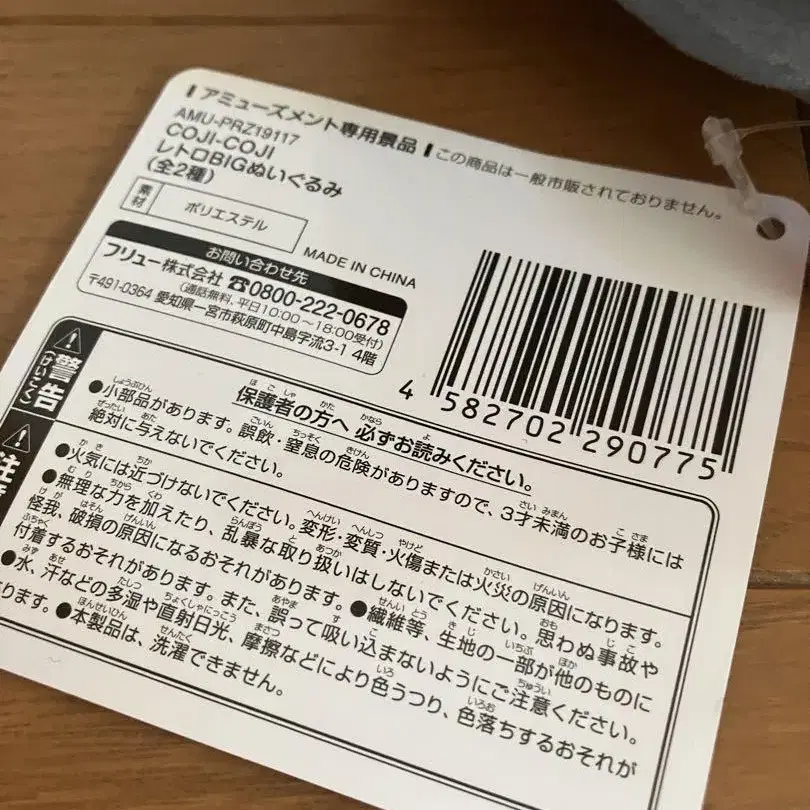 アミューズメント専用景品 この商品は一般市販されておりません。
AMU-PRZ19117
COJI-COJI
レトロBIGぬいぐるみ
(全2種)
素材 ポリエステル
MADE IN CHINA
お問い合わせ先
フリュー株式会社 ☎0800-222-0678
(通話無料、平日10:00~18:00受付)
〒491-0364 愛知県一宮市萩原町中島字流3-1 4階
4 582702 290775
警告
(けいこく)
保護者の方へ 必ずお読みください。
●小部品があります。誤飲・窒息の危険がありますので、3才未満のお子様には
絶対に与えないでください。
●火気には近づけないでください。変形・変質・火傷または火災の原因になります。
●無理な力を加えたり、乱暴な取り扱いはしないでください。思わぬ事故や
怪我、破損の原因になるおそれがあります。●繊維等、生地の一部が他のものに
付着するおそれがあります。また、誤って吸い込まないようにご注意ください。
●水、汗などの多湿や直射日光、摩擦などにより色うつり、色落ちするおそれが
あります。●本製品は、洗濯できません。